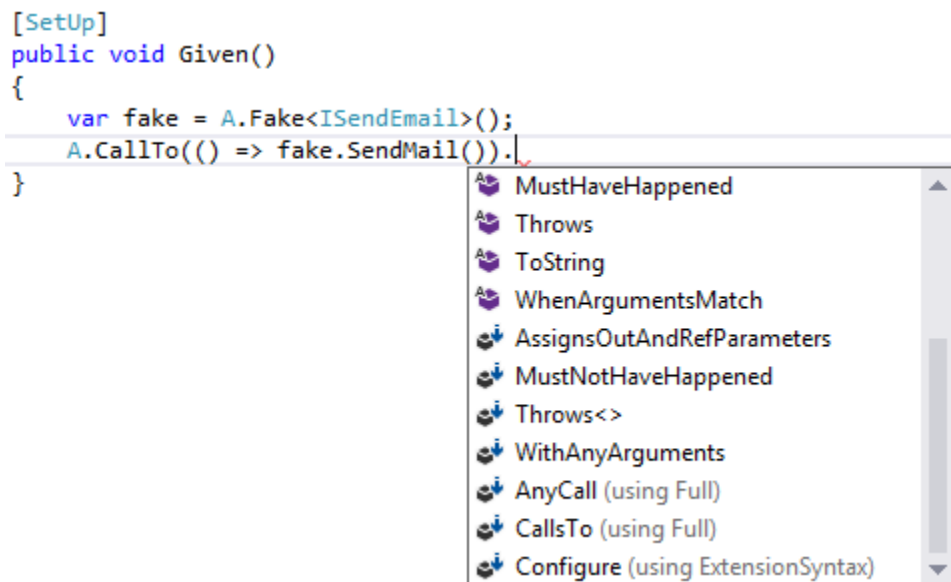 [SetUp]
public void Given()
{
    var fake = A.Fake<ISendEmail>();
    A.CallTo(() => fake.SendMail()).
}
MustHaveHappened
Throws
ToString
WhenArgumentsMatch
AssignsOutAndRefParameters
MustNotHaveHappened
Throws<>
WithAnyArguments
AnyCall (using Full)
CallsTo (using Full)
Configure (using ExtensionSyntax)